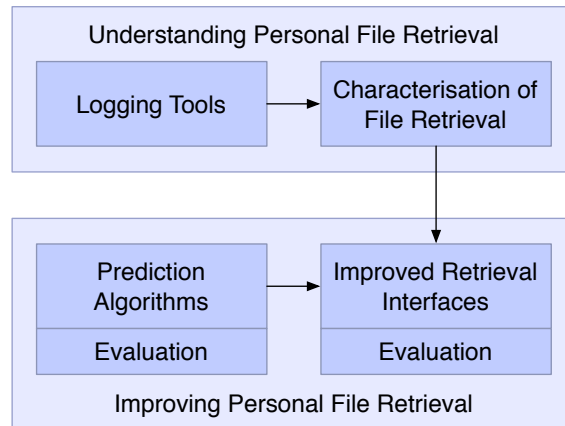 Understanding Personal File Retrieval
Logging Tools
Characterisation of
File Retrieval
Prediction
Algorithms
Evaluation
Improved Retrieval
Interfaces
Evaluation
Improving Personal File Retrieval